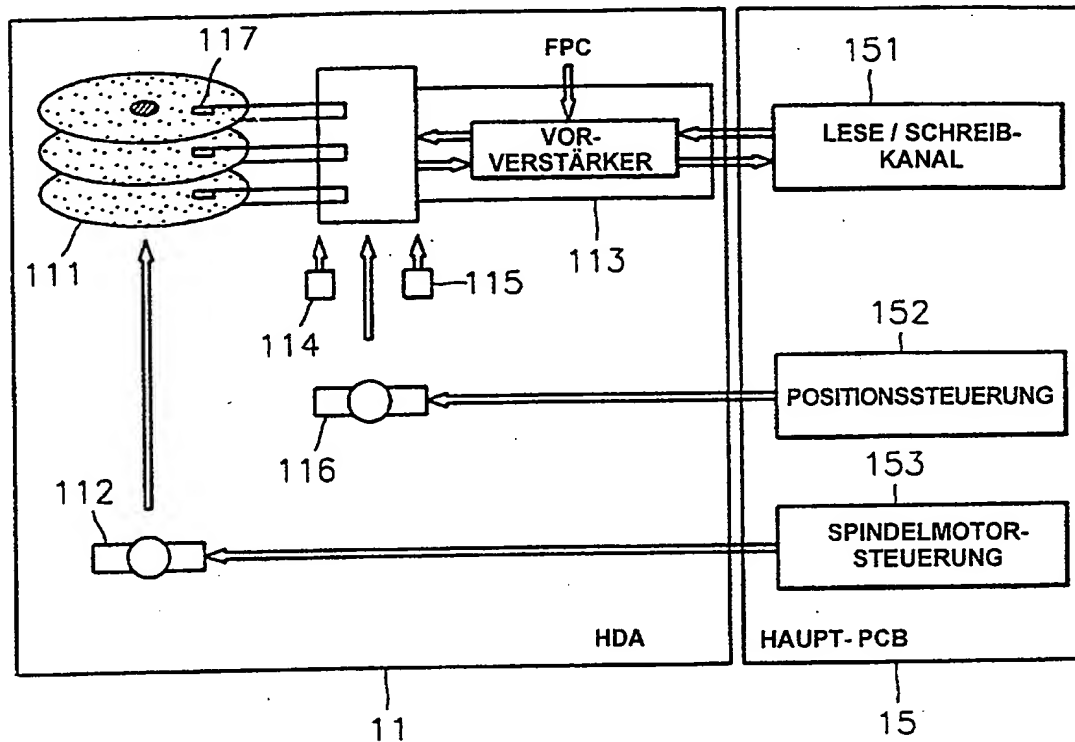 117
FPC
151
VOR-
VERSTÄRKER
LESE / SCHREIB-
KANAL
111
113
115
114
152
POSITIONSSTEUERUNG
116
153
112
SPINDELMOTOR-
STEUERUNG
HDA
HAUPT- PCB
11
15